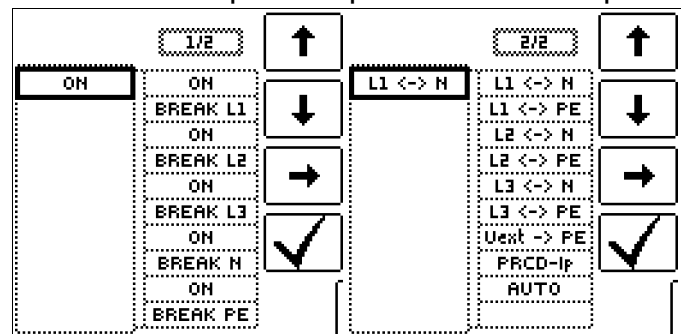 1/2
ON
ON
BREAK L1
ON
BREAK L2
ON
BREAK L3
ON
BREAK N
ON
BREAK PE
2/2
L1 <-> N
L1 <-> N
L1 <-> PE
L2 <-> N
L2 <-> PE
L3 <-> N
L3 <-> PE
Uext -> PE
PRCD-Ip
AUTO